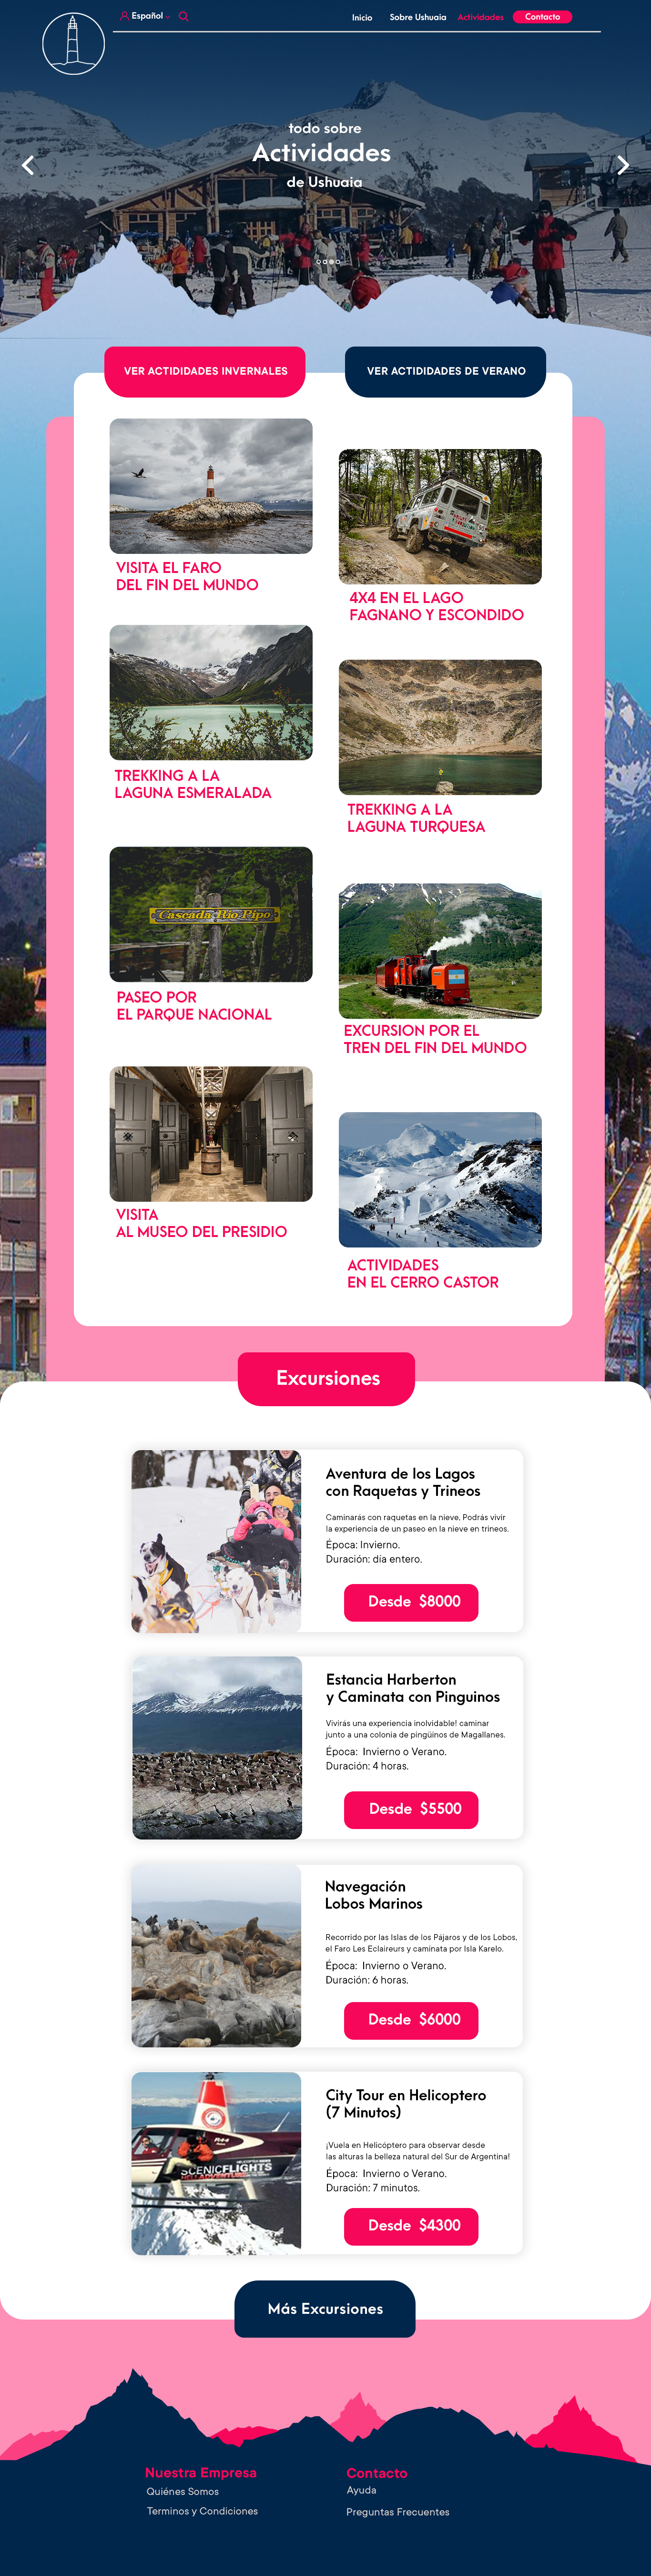 Español
Inicio
Sobre Ushuaia
Actividades
Contacto
todo sobre
Actividades
de Ushuaia
VER ACTIDIDADES INVERNALES
VER ACTIDIDADES DE VERANO
VISITA EL FARO
DEL FIN DEL MUNDO
4X4 EN EL LAGO
FAGNANO Y ESCONDIDO
TREKKING A LA
LAGUNA ESMERALADA
TREKKING A LA
LAGUNA TURQUESA
Cascada Rio Pipo
PASEO POR
EL PARQUE NACIONAL
EXCURSION POR EL
TREN DEL FIN DEL MUNDO
VISITA
AL MUSEO DEL PRESIDIO
ACTIVIDADES
EN EL CERRO CASTOR
Excursiones
Aventura de los Lagos
con Raquetas y Trineos
Caminarás con raquetas en la nieve, Podrás vivir
la experiencia de un paseo en la nieve en trineos.
Época: Invierno.
Duración: día entero.
Desde $8000
Estancia Harberton
y Caminata con Pinguinos
Vivirás una experiencia inolvidable! caminar
junto a una colonia de pingüinos de Magallanes.
Época: Invierno o Verano.
Duración: 4 horas.
Desde $5500
Navegación
Lobos Marinos
Recorrido por las Islas de los Pájaros y de los Lobos,
el Faro Les Eclaireurs y caminata por Isla Karelo.
Época: Invierno o Verano.
Duración: 6 horas.
Desde $6000
SCENICFLIGHTS
City Tour en Helicoptero
(7 Minutos)
¡Vuela en Helicóptero para observar desde
las alturas la belleza natural del Sur de Argentina!
Época: Invierno o Verano.
Duración: 7 minutos.
Desde $4300
Más Excursiones
Nuestra Empresa
Quiénes Somos
Terminos y Condiciones
Contacto
Ayuda
Preguntas Frecuentes